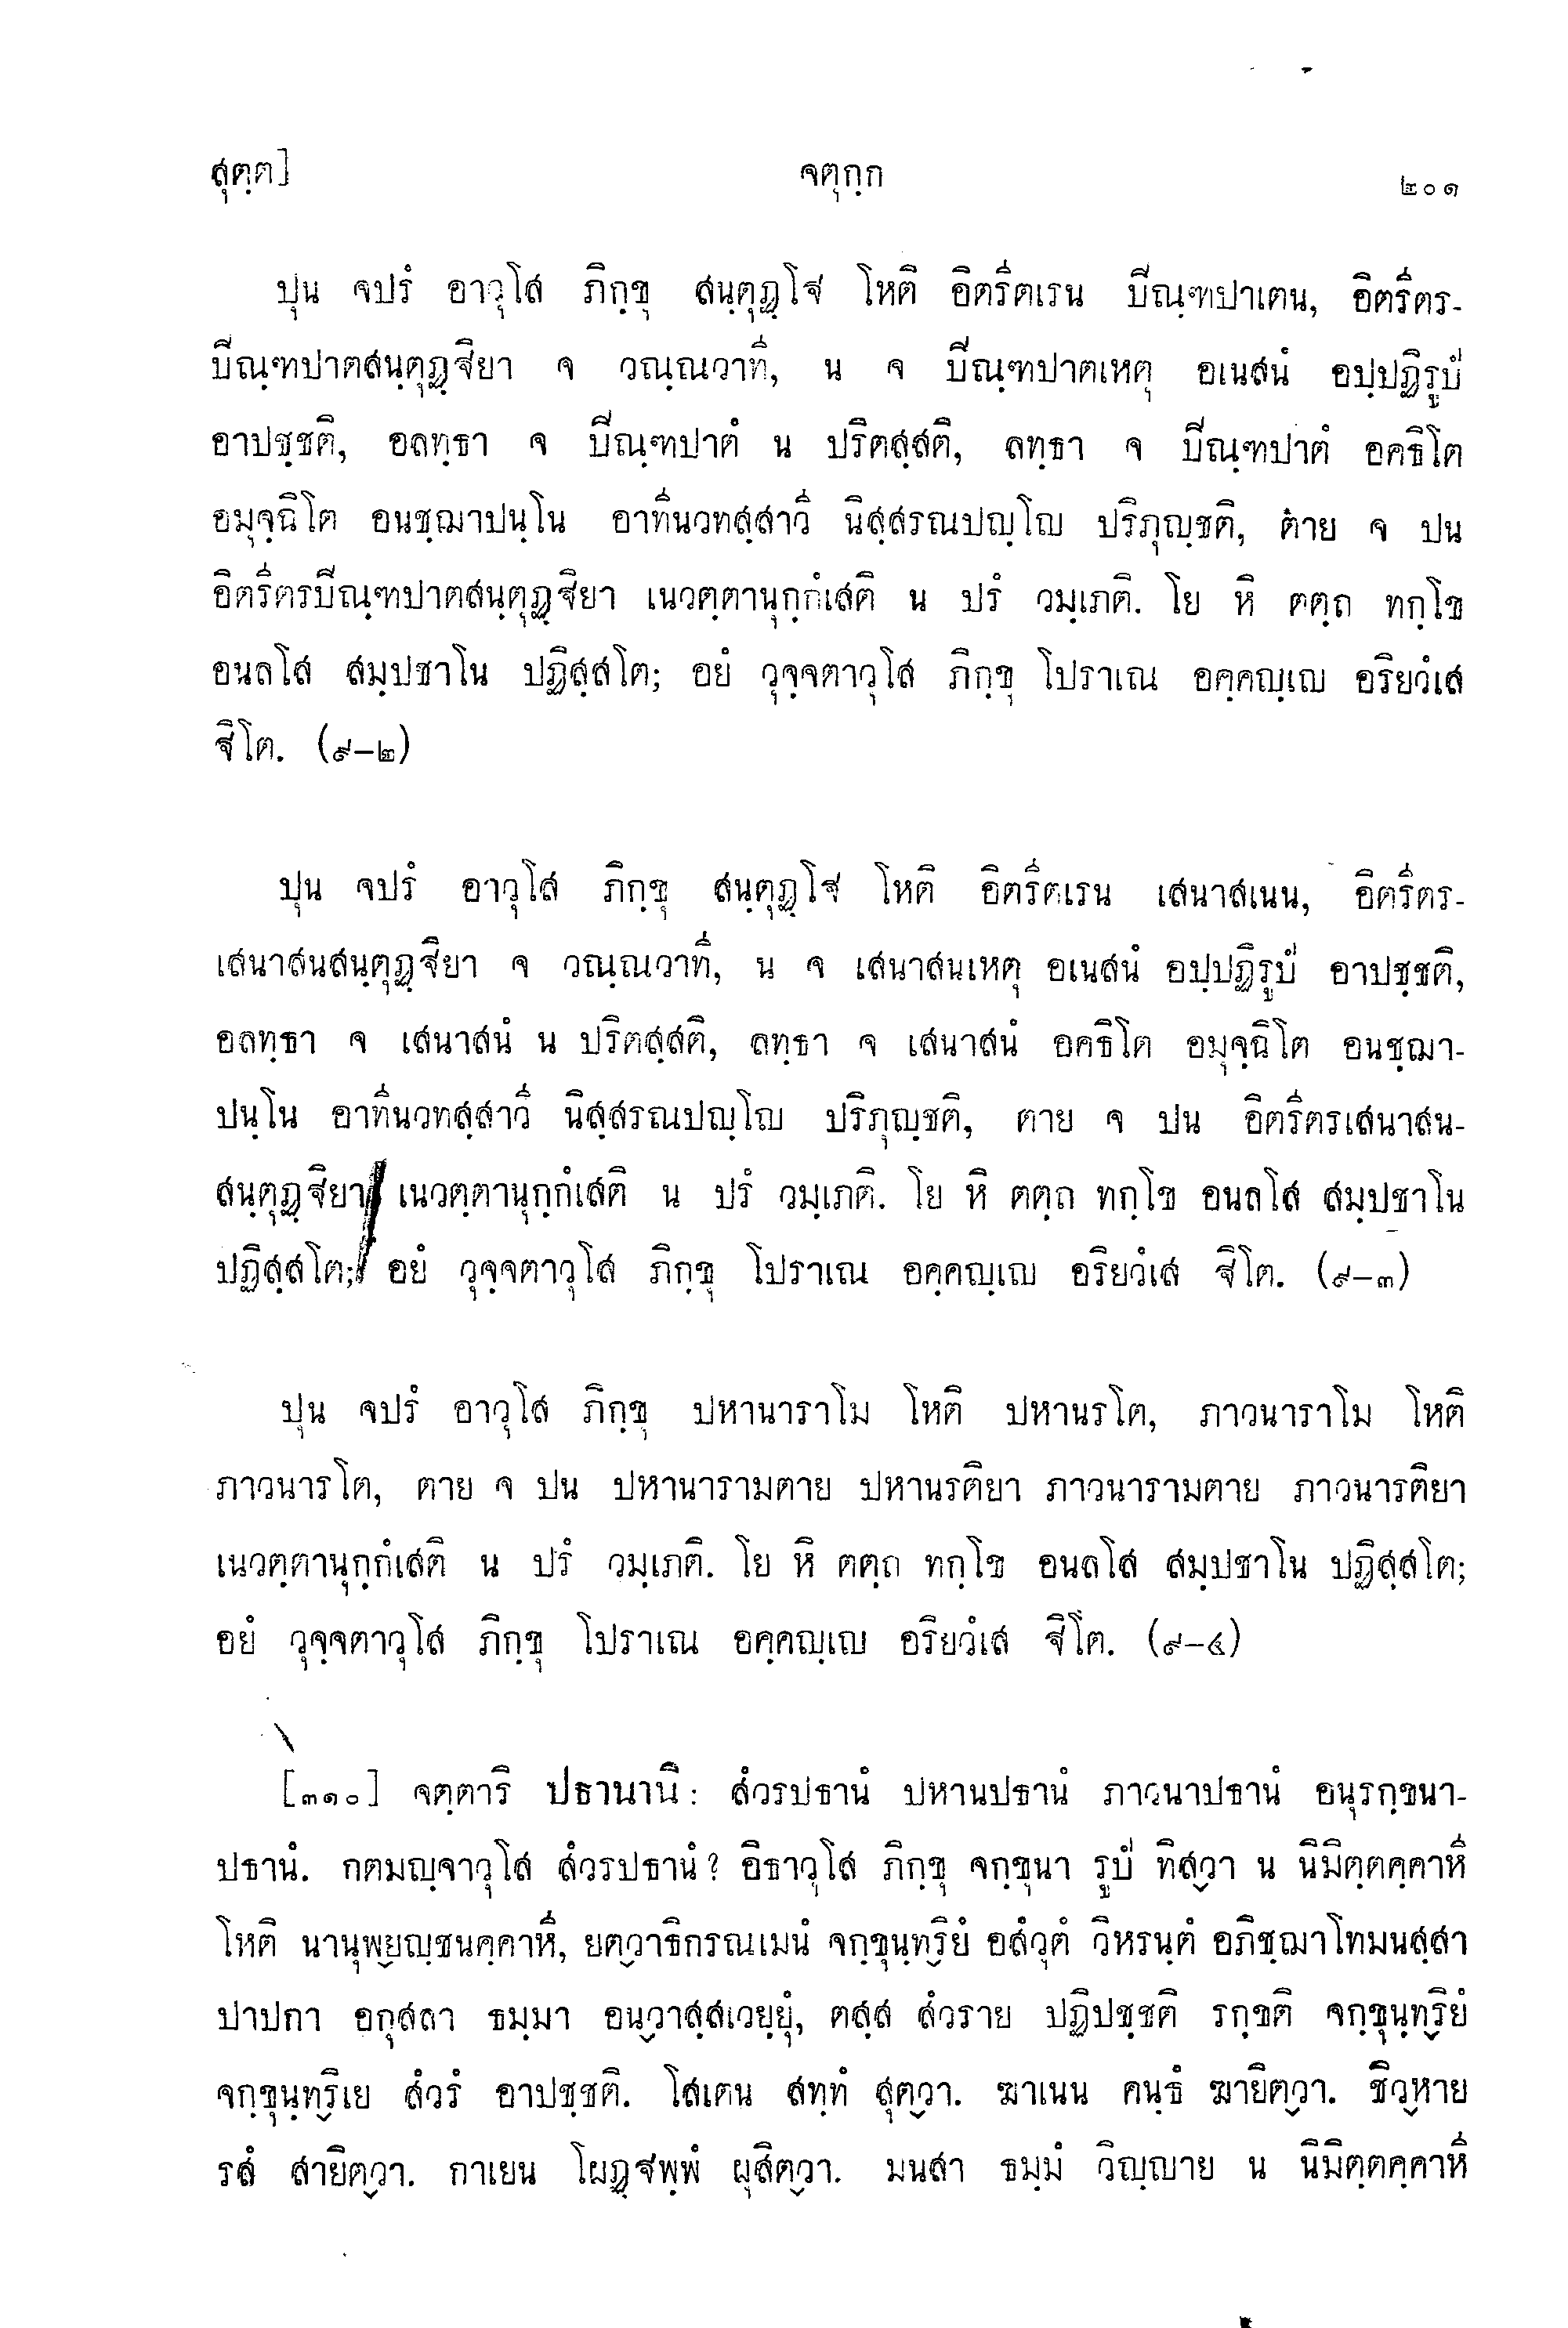 สุตฺต]
จตุกฺก
๒๐๑
ปุน จปรํ อาวุโส ภิกฺขุ สนฺตุฏฺโฐ โหติ อิตรีตเรน ปิณฺฑปาเตน, อิตรีตร-
ปิณฺฑปาตสนฺตุฏฺฐิยา จ วณฺณวาที, น จ ปิณฺฑปาตเหตุ อเนสนํ อปฺปฏิรูปํ
อาปชฺชติ, อลทฺธา จ ปิณฺฑปาตํ น ปริตสฺสติ, ลทฺธา จ ปิณฺฑปาตํ อคธิโต
อมุจฺฉิโต อนชฺฌาปนฺโน อาทีนวทสฺสาวี นิสฺสรณปญฺโญ ปริภุญฺชติ, ตาย จ ปน
อิตรีตรปิณฺฑปาตสนฺตุฏฺฐิยา เนวตฺตานุกฺกํเสติ น ปรํ วมฺเภติ. โย หิ ตตฺถ ทกฺโข
อนลโส สมฺปชาโน ปฏิสฺสโต; อยํ วุจฺจตาวุโส ภิกฺขุ โปราเณ อคฺคญฺเญ อริยวํเส
ฐิโต. (๙–๒)
ปุน จปรํ อาวุโส ภิกฺขุ สนฺตุฏฺโฐ โหติ อิตรีตเรน เสนาสเนน, อิตรีตร-
เสนาสนสนฺตุฏฺฐิยา จ วณฺณวาที, น จ เสนาสนเหตุ อเนสนํ อปฺปฏิรูปํ อาปชฺชติ,
อลทฺธา จ เสนาสนํ น ปริตสฺสติ, ลทฺธา จ เสนาสนํ อคธิโต อมุจฺฉิโต อนชฺฌา-
ปนฺโน อาทีนวทสฺสาวี นิสฺสรณปญฺโญ ปริภุญฺชติ, ตาย จ ปน อิตรีตรเสนาสน-
สนฺตุฏฺฐิยา เนวตฺตานุกฺกํเสติ น ปรํ วมฺเภติ. โย หิ ตตฺถ ทกฺโข อนลโส สมฺปชาโน
ปฏิสฺสโต; อยํ วุจฺจตาวุโส ภิกฺขุ โปราเณ อคฺคญฺเญ อริยวํเส ฐิโต. (๙–๓)
ปุน จปรํ อาวุโส ภิกฺขุ ปหานาราโม โหติ ปหานรโต, ภาวนาราโม โหติ
ภาวนารโต, ตาย จ ปน ปหานารามตาย ปหานรติยา ภาวนารามตาย ภาวนารติยา
เนวตฺตานุกฺกํเสติ น ปรํ วมฺเภติ. โย หิ ตตฺถ ทกฺโข อนลโส สมฺปชาโน ปฏิสฺสโต;
อยํ วุจฺจตาวุโส ภิกฺขุ โปราเณ อคฺคญฺเญ อริยวํเส ฐิโต. (๙–๔)
[๓๑๐] จตฺตาริ ปธานานิ: สํวรปธานํ ปหานปธานํ ภาวนาปธานํ อนุรกฺขนา-
ปธานํ. กตมญฺจาวุโส สํวรปธานํ? อิธาวุโส ภิกฺขุ จกฺขุนา รูปํ ทิสฺวา น นิมิตฺตคฺคาหี
โหติ นานุพฺยญฺชนคฺคาหี, ยตฺวาธิกรณเมนํ จกฺขุนฺทฺริยํ อสํวุตํ วิหรนฺตํ อภิชฺฌาโทมนสฺสา
ปาปกา อกุสลา ธมฺมา อนฺวาสฺสเวยฺยุํ, ตสฺส สํวราย ปฏิปชฺชติ รกฺขติ จกฺขุนฺทฺริยํ
จกฺขุนฺทฺริเย สํวรํ อาปชฺชติ. โสเตน สทฺทํ สุตฺวา. ฆาเนน คนฺธํ ฆายิตฺวา. ชิวฺหาย
รสํ สายิตฺวา. กาเยน โผฏฺฐพฺพํ ผุสิตฺวา. มนสา ธมฺมํ วิญฺญาย น นิมิตฺตคฺคาหี